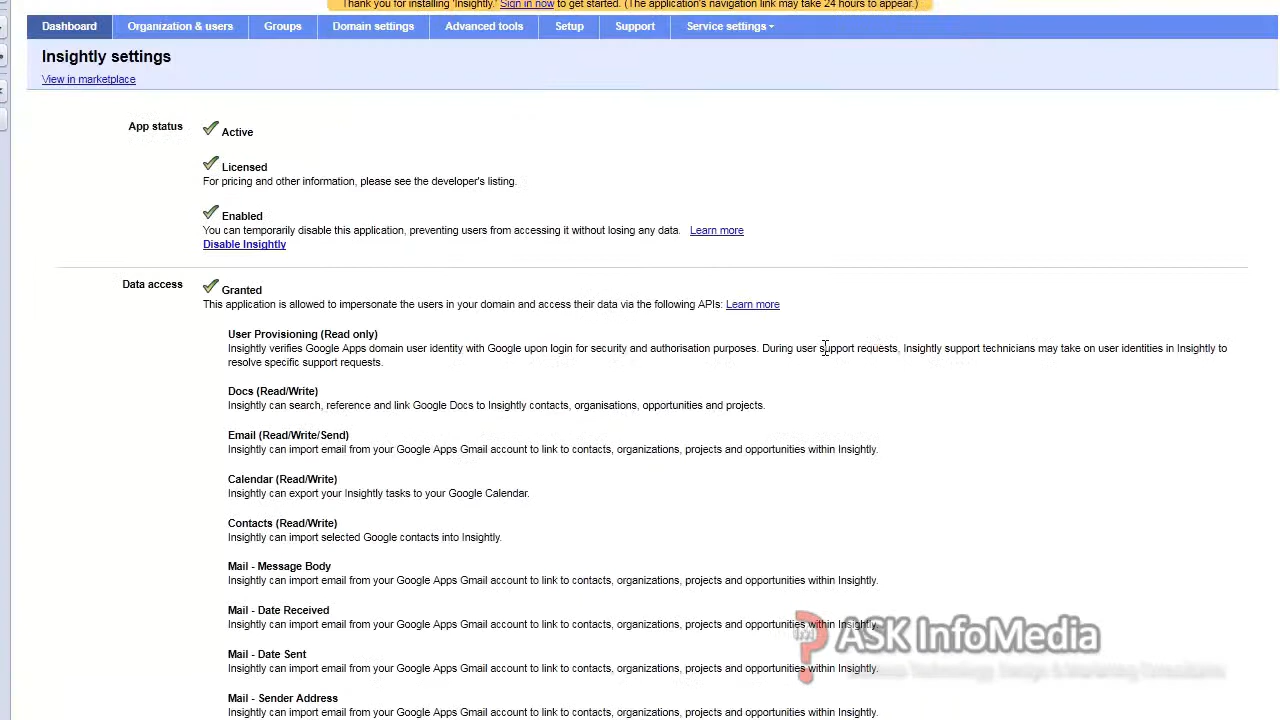 Thank you for installing 'Insightly.' Sign in now to get started. (The application's navigation link may take 24 hours to appear.)
Dashboard Organization & users Groups Domain settings Advanced tools Setup Support Service settings
Insightly settings
View in marketplace
App status Active
Licensed
For pricing and other information, please see the developer's listing.
Enabled
You can temporarily disable this application, preventing users from accessing it without losing any data. Learn more
Disable Insightly
Data access Granted
This application is allowed to impersonate the users in your domain and access their data via the following APIs: Learn more
User Provisioning (Read only)
Insightly verifies Google Apps domain user identity with Google upon login for security and authorisation purposes. During user support requests, Insightly support technicians may take on user identities in Insightly to
resolve specific support requests.
Docs (Read/Write)
Insightly can search, reference and link Google Docs to Insightly contacts, organisations, opportunities and projects.
Email (Read/Write/Send)
Insightly can import email from your Google Apps Gmail account to link to contacts, organizations, projects and opportunities within Insightly.
Calendar (Read/Write)
Insightly can export your Insightly tasks to your Google Calendar.
Contacts (Read/Write)
Insightly can import selected Google contacts into Insightly.
Mail - Message Body
Insightly can import email from your Google Apps Gmail account to link to contacts, organizations, projects and opportunities within Insightly.
Mail - Date Received
Insightly can import email from your Google Apps Gmail account to link to contacts, organizations, projects and opportunities within Insightly.
ASK InfoMedia
Mail - Date Sent
Insightly can import email from your Google Apps Gmail account to link to contacts, organizations, projects and opportunities within Insightly.
Technology, Design & Marketing Consultants
Mail - Sender Address
Insightly can import email from your Google Apps Gmail account to link to contacts, organizations, projects and opportunities within Insightly.